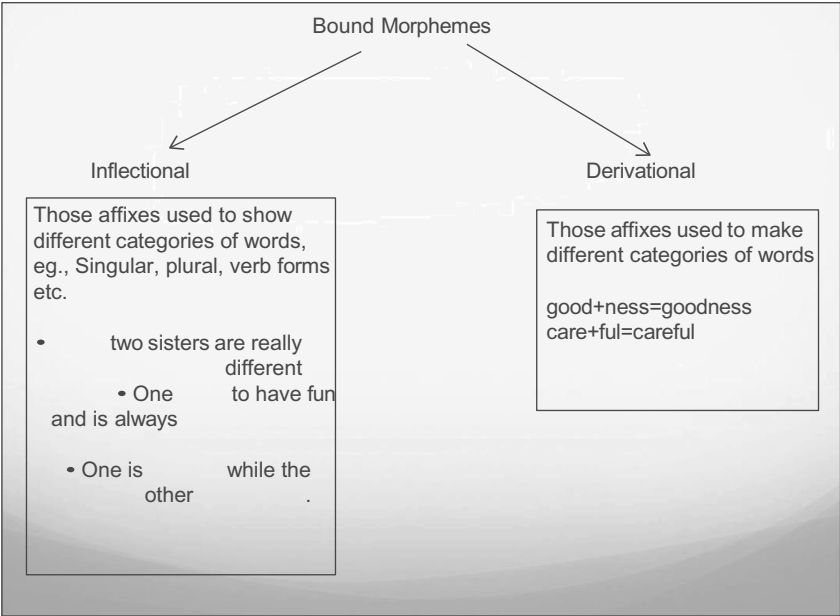 Bound Morphemes
Inflectional
Those affixes used to show
different categories of words,
eg., Singular, plural, verb forms
etc.
• two sisters are really
different
• One to have fun
and is always
• One is while the
other .
Derivational
Those affixes used to make
different categories of words
good+ness=goodness
care+ful=careful